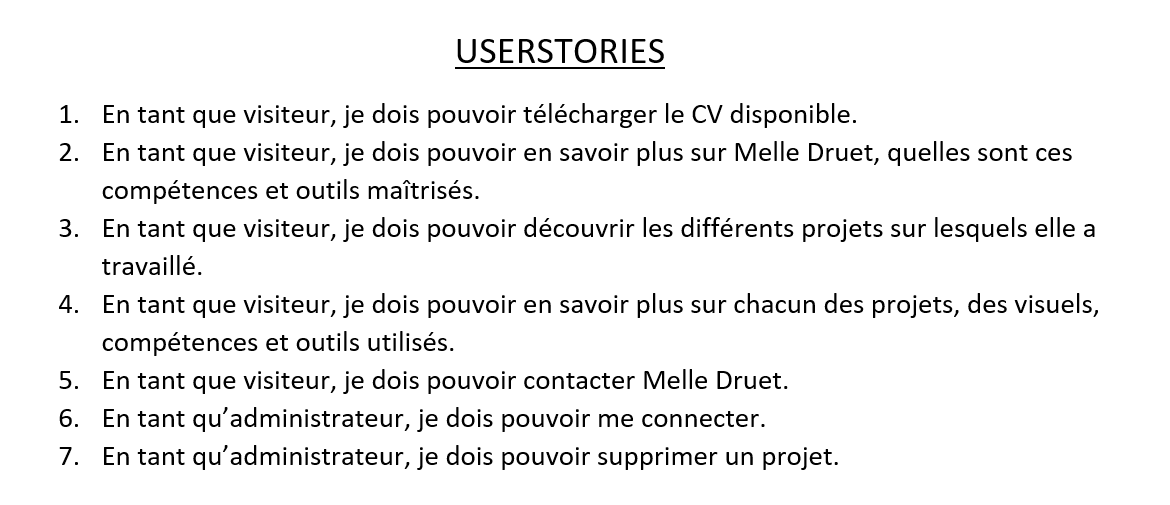 USERSTORIES
1. En tant que visiteur, je dois pouvoir télécharger le CV disponible.
2. En tant que visiteur, je dois pouvoir en savoir plus sur Melle Druet, quelles sont ces
compétences et outils maîtrisés.
3. En tant que visiteur, je dois pouvoir découvrir les différents projets sur lesquels elle a
travaillé.
4. En tant que visiteur, je dois pouvoir en savoir plus sur chacun des projets, des visuels,
compétences et outils utilisés.
5. En tant que visiteur, je dois pouvoir contacter Melle Druet.
6. En tant qu’administrateur, je dois pouvoir me connecter.
7. En tant qu’administrateur, je dois pouvoir supprimer un projet.